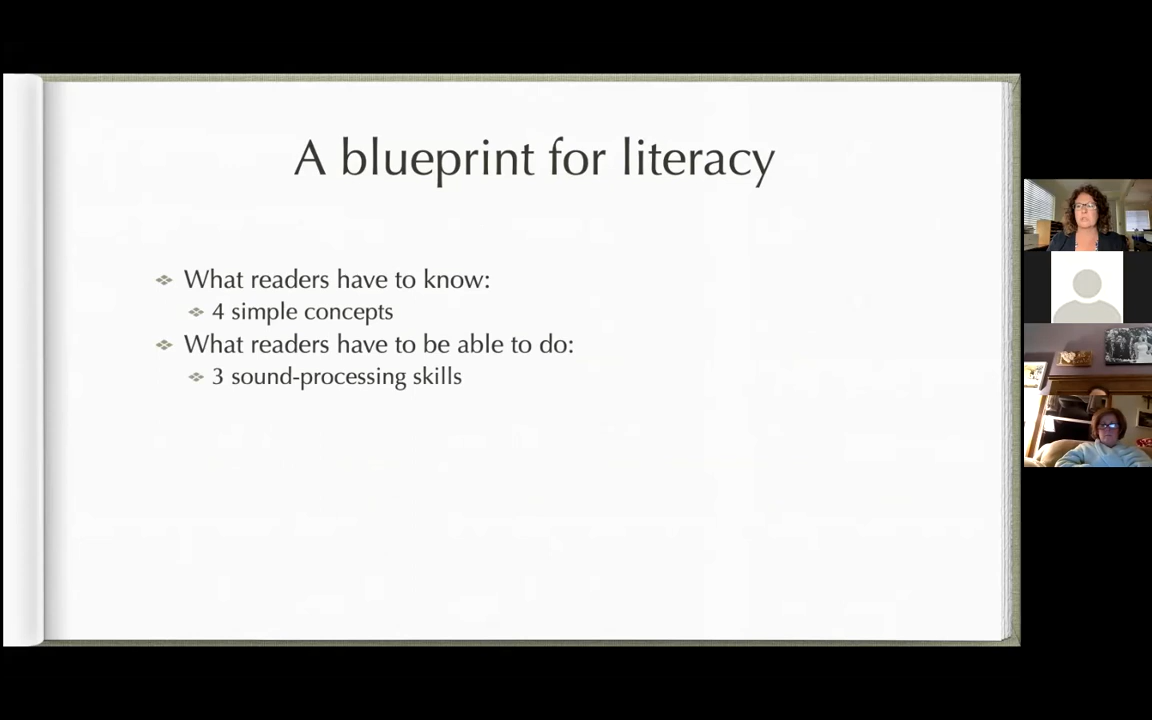 A blueprint for literacy
What readers have to know:
4 simple concepts
What readers have to be able to do:
3 sound-processing skills